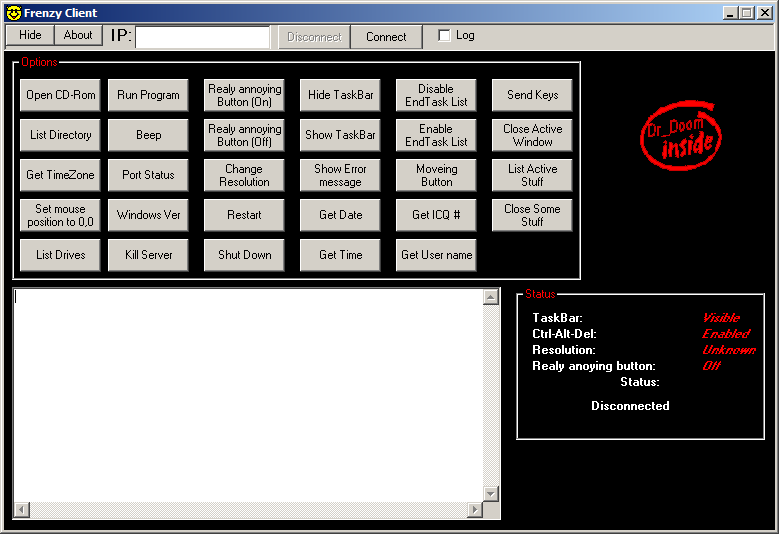 Frenzy Client
Hide About IP: Disconnect Connect Log
Options
Open CD-Rom
Run Program
Realy annoying
Button (On)
Hide TaskBar
Disable
EndTask List
Send Keys
List Directory
Beep
Realy annoying
Button (Off)
Show TaskBar
Enable
EndTask List
Close Active
Window
Get TimeZone
Port Status
Change
Resolution
Show Error
message
Moveing
Button
List Active
Stuff
Set mouse
position to 0,0
Windows Ver
Restart
Get Date
Get ICQ #
Close Some
Stuff
List Drives
Kill Server
Shut Down
Get Time
Get User name
Dr_Doom
inside
Status
TaskBar: Visible
Ctrl-Alt-Del: Enabled
Resolution: Unknown
Realy anoying button: Off
Status:
Disconnected